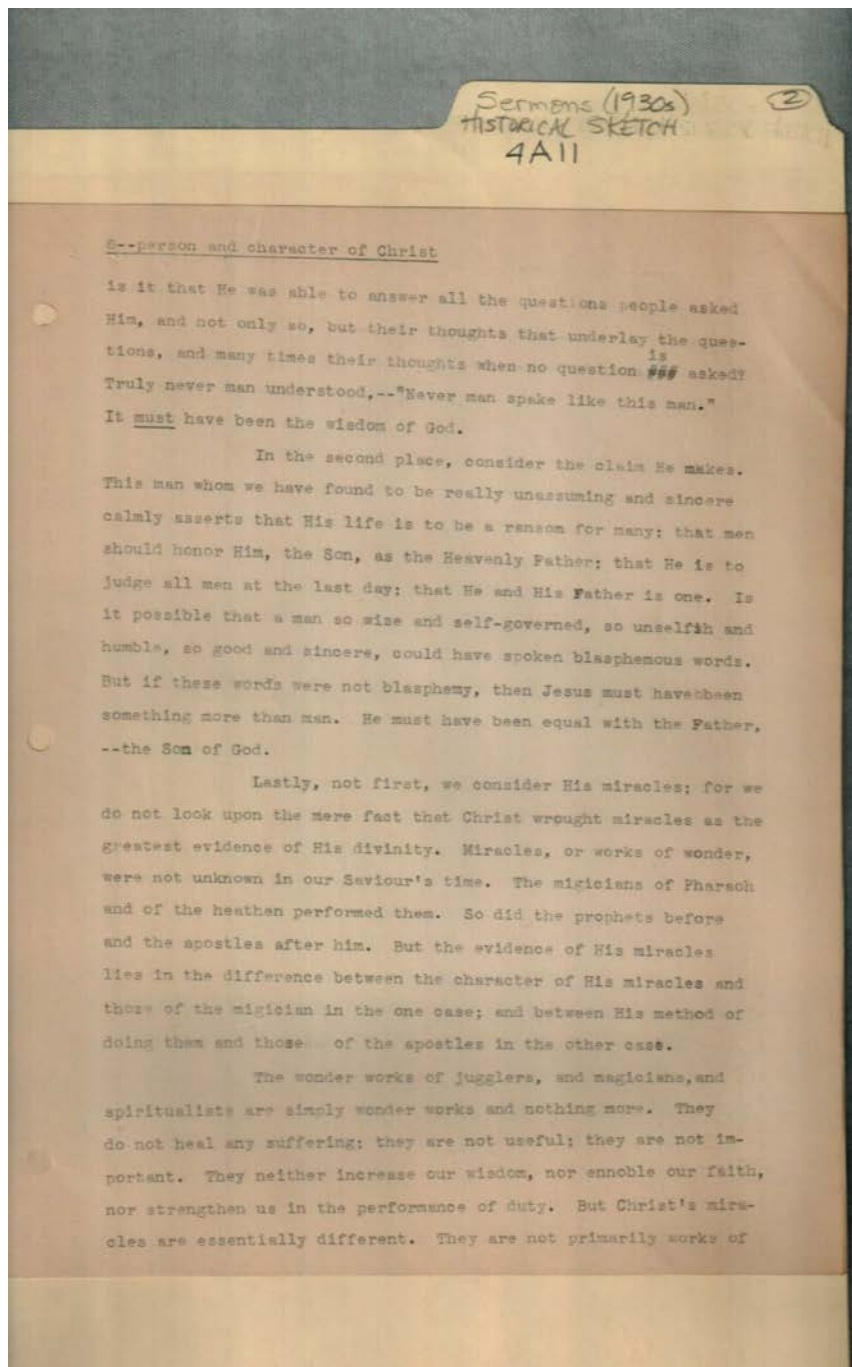 Sermons (1930s) 2
HISTORICAL SKETCH
4A11
6--person and character of Christ
is it that He was able to answer all the questions people asked
Him, and not only so, but their thoughts that underlay the ques-
is
tions, and many times their thoughts when no question ### asked?
Truly never man understood,--"Never man spake like this man."
It must have been the wisdom of God.
In the second place, consider the claim He makes.
This man whom we have found to be really unassuming and sincere
calmly asserts that His life is to be a ransom for many; that men
should honor Him, the Son, as the Heavenly Father; that He is to
judge all men at the last day; that He and His Father is one. Is
it possible that a man so wise and self-governed, so unselfih and
humble, so good and sincere, could have spoken blasphemous words.
But if these words were not blasphemy, then Jesus must havebbeen
something more than man. He must have been equal with the Father,
--the Son of God.
Lastly, not first, we consider His miracles; for we
do not look upon the mere fact that Christ wrought miracles as the
greatest evidence of His divinity. Miracles, or works of wonder,
were not unknown in our Saviour's time. The migicians of Pharaoh
and of the heathen performed them. So did the prophets before
and the apostles after him. But the evidence of His miracles
lies in the difference between the character of His miracles and
those of the migician in the one case; and between His method of
doing them and those of the apostles in the other case.
The wonder works of jugglers, and magicians,and
spiritualists are simply wonder works and nothing more. They
do not heal any suffering; they are not useful; they are not im-
portant. They neither increase our wisdom, nor ennoble our faith,
nor strengthen us in the performance of duty. But Christ's mira-
cles are essentially different. They are not primarily works of